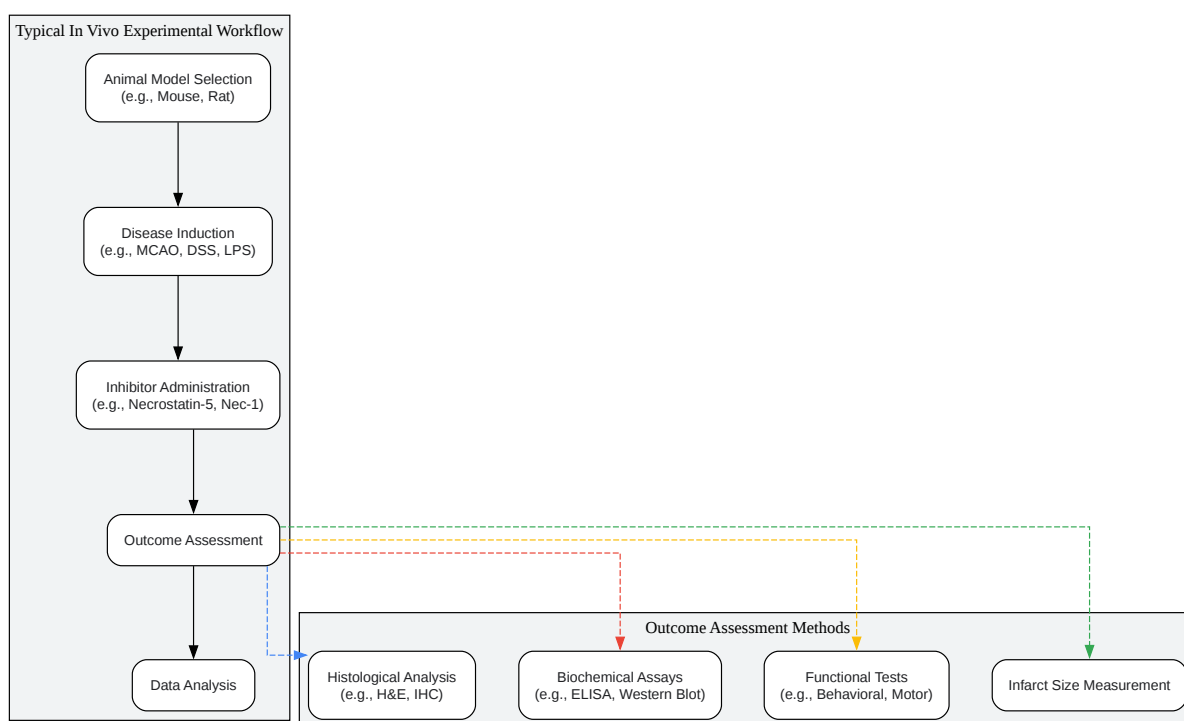 Typical In Vivo Experimental Workflow
Animal Model Selection
(e.g., Mouse, Rat)
Disease Induction
(e.g., MCAO, DSS, LPS)
Inhibitor Administration
(e.g., Necrostatin-5, Nec-1)
Outcome Assessment
Data Analysis
Outcome Assessment Methods
Histological Analysis
(e.g., H&E, IHC)
Biochemical Assays
(e.g., ELISA, Western Blot)
Functional Tests
(e.g., Behavioral, Motor)
Infarct Size Measurement